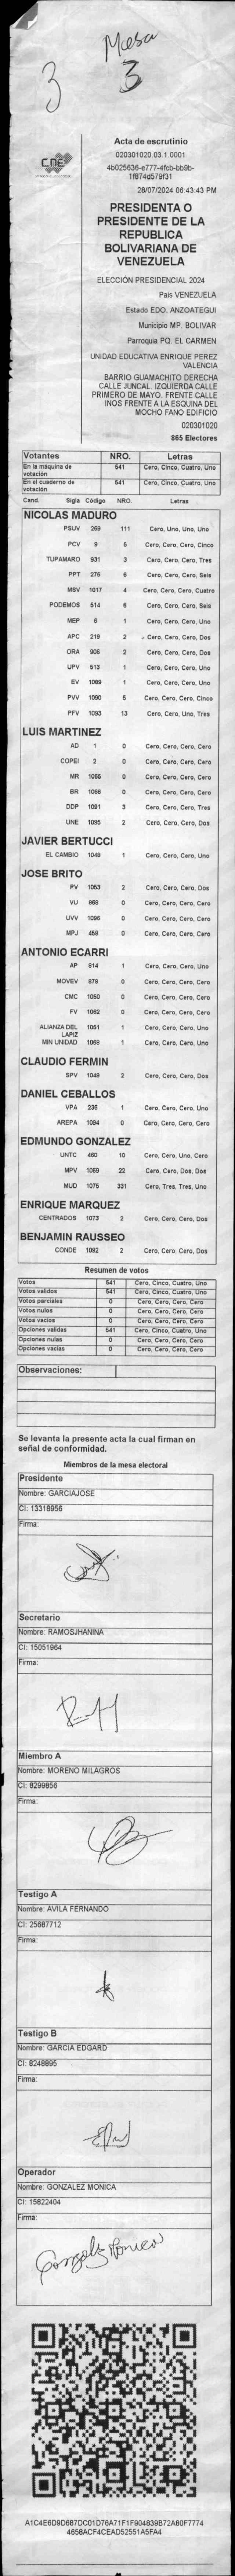 Mesa
3
3
CNE
Acta de escrutinio
020301020.03.1.0001
4b025636-e777-4fcb-bb9b-
1f874d579f31
28/07/2024 06:43:43 PM
PRESIDENTA O
PRESIDENTE DE LA
REPUBLICA
BOLIVARIANA DE
VENEZUELA
ELECCIÓN PRESIDENCIAL 2024
Pais VENEZUELA
Estado EDO. ANZOATEGUI
Municipio MP. BOLIVAR
Parroquia PQ. EL CARMEN
UNIDAD EDUCATIVA ENRIQUE PEREZ
VALENCIA
BARRIO GUAMACHITO DERECHA
CALLE JUNCAL. IZQUIERDA CALLE
PRIMERO DE MAYO. FRENTE CALLE
INOS FRENTE A LA ESQUINA DEL
MOCHO FANO EDIFICIO
020301020
865 Electores
Votantes NRO. Letras
En la máquina de votación 541 Cero, Cinco, Cuatro, Uno
En el cuaderno de votación 541 Cero, Cinco, Cuatro, Uno
Cand. Sigla Código NRO. Letras
NICOLAS MADURO
PSUV 269 111 Cero, Uno, Uno, Uno
PCV 9 5 Cero, Cero, Cero, Cinco
TUPAMARO 931 3 Cero, Cero, Cero, Tres
PPT 276 6 Cero, Cero, Cero, Seis
MSV 1017 4 Cero, Cero, Cero, Cuatro
PODEMOS 514 6 Cero, Cero, Cero, Seis
MEP 6 1 Cero, Cero, Cero, Uno
APC 219 2 Cero, Cero, Cero, Dos
ORA 906 2 Cero, Cero, Cero, Dos
UPV 513 1 Cero, Cero, Cero, Uno
EV 1089 1 Cero, Cero, Cero, Uno
PVV 1090 5 Cero, Cero, Cero, Cinco
PFV 1093 13 Cero, Cero, Uno, Tres
LUIS MARTINEZ
AD 1 0 Cero, Cero, Cero, Cero
COPEI 2 0 Cero, Cero, Cero, Cero
MR 1065 0 Cero, Cero, Cero, Cero
BR 1066 0 Cero, Cero, Cero, Cero
DDP 1091 3 Cero, Cero, Cero, Tres
UNE 1095 2 Cero, Cero, Cero, Dos
JAVIER BERTUCCI
EL CAMBIO 1048 1 Cero, Cero, Cero, Uno
JOSE BRITO
PV 1053 2 Cero, Cero, Cero, Dos
VU 868 0 Cero, Cero, Cero, Cero
UVV 1096 0 Cero, Cero, Cero, Cero
MPJ 458 0 Cero, Cero, Cero, Cero
ANTONIO ECARRI
AP 914 1 Cero, Cero, Cero, Uno
MOVEV 879 0 Cero, Cero, Cero, Cero
CMC 1050 0 Cero, Cero, Cero, Cero
FV 1062 0 Cero, Cero, Cero, Cero
ALIANZA DEL LAPIZ 1051 1 Cero, Cero, Cero, Uno
MIN UNIDAD 1068 1 Cero, Cero, Cero, Uno
CLAUDIO FERMIN
SPV 1049 2 Cero, Cero, Cero, Dos
DANIEL CEBALLOS
VPA 235 1 Cero, Cero, Cero, Uno
AREPA 1094 0 Cero, Cero, Cero, Cero
EDMUNDO GONZALEZ
UNTC 460 10 Cero, Cero, Uno, Cero
MPV 1069 22 Cero, Cero, Dos, Dos
MUD 1075 331 Cero, Tres, Tres, Uno
ENRIQUE MARQUEZ
CENTRADOS 1073 2 Cero, Cero, Cero, Dos
BENJAMIN RAUSSEO
CONDE 1092 2 Cero, Cero, Cero, Dos
Resumen de votos
Votos 541 Cero, Cinco, Cuatro, Uno
Votos validos 541 Cero, Cinco, Cuatro, Uno
Votos parciales 0 Cero, Cero, Cero, Cero
Votos nulos 0 Cero, Cero, Cero, Cero
Votos vacios 0 Cero, Cero, Cero, Cero
Opciones validas 541 Cero, Cinco, Cuatro, Uno
Opciones nulas 0 Cero, Cero, Cero, Cero
Opciones vacias 0 Cero, Cero, Cero, Cero
Observaciones:
Se levanta la presente acta la cual firman en
señal de conformidad.
Miembros de la mesa electoral
Presidente
Nombre: GARCIAJOSE
CI: 13318956
Firma:
Secretario
Nombre: RAMOSJHANINA
CI: 15051964
Firma:
Miembro A
Nombre: MORENO MILAGROS
CI: 8299856
Firma:
Testigo A
Nombre: AVILA FERNANDO
CI: 25687712
Firma:
Testigo B
Nombre: GARCIA EDGARD
CI: 8248895
Firma:
Operador
Nombre: GONZALEZ MONICA
CI: 15822404
Firma:
Gonzalez Monica
A1C4E6D9D687DC01D76A71F1F904839B72A80F7774
4658ACF4CEAD52551A5FA4